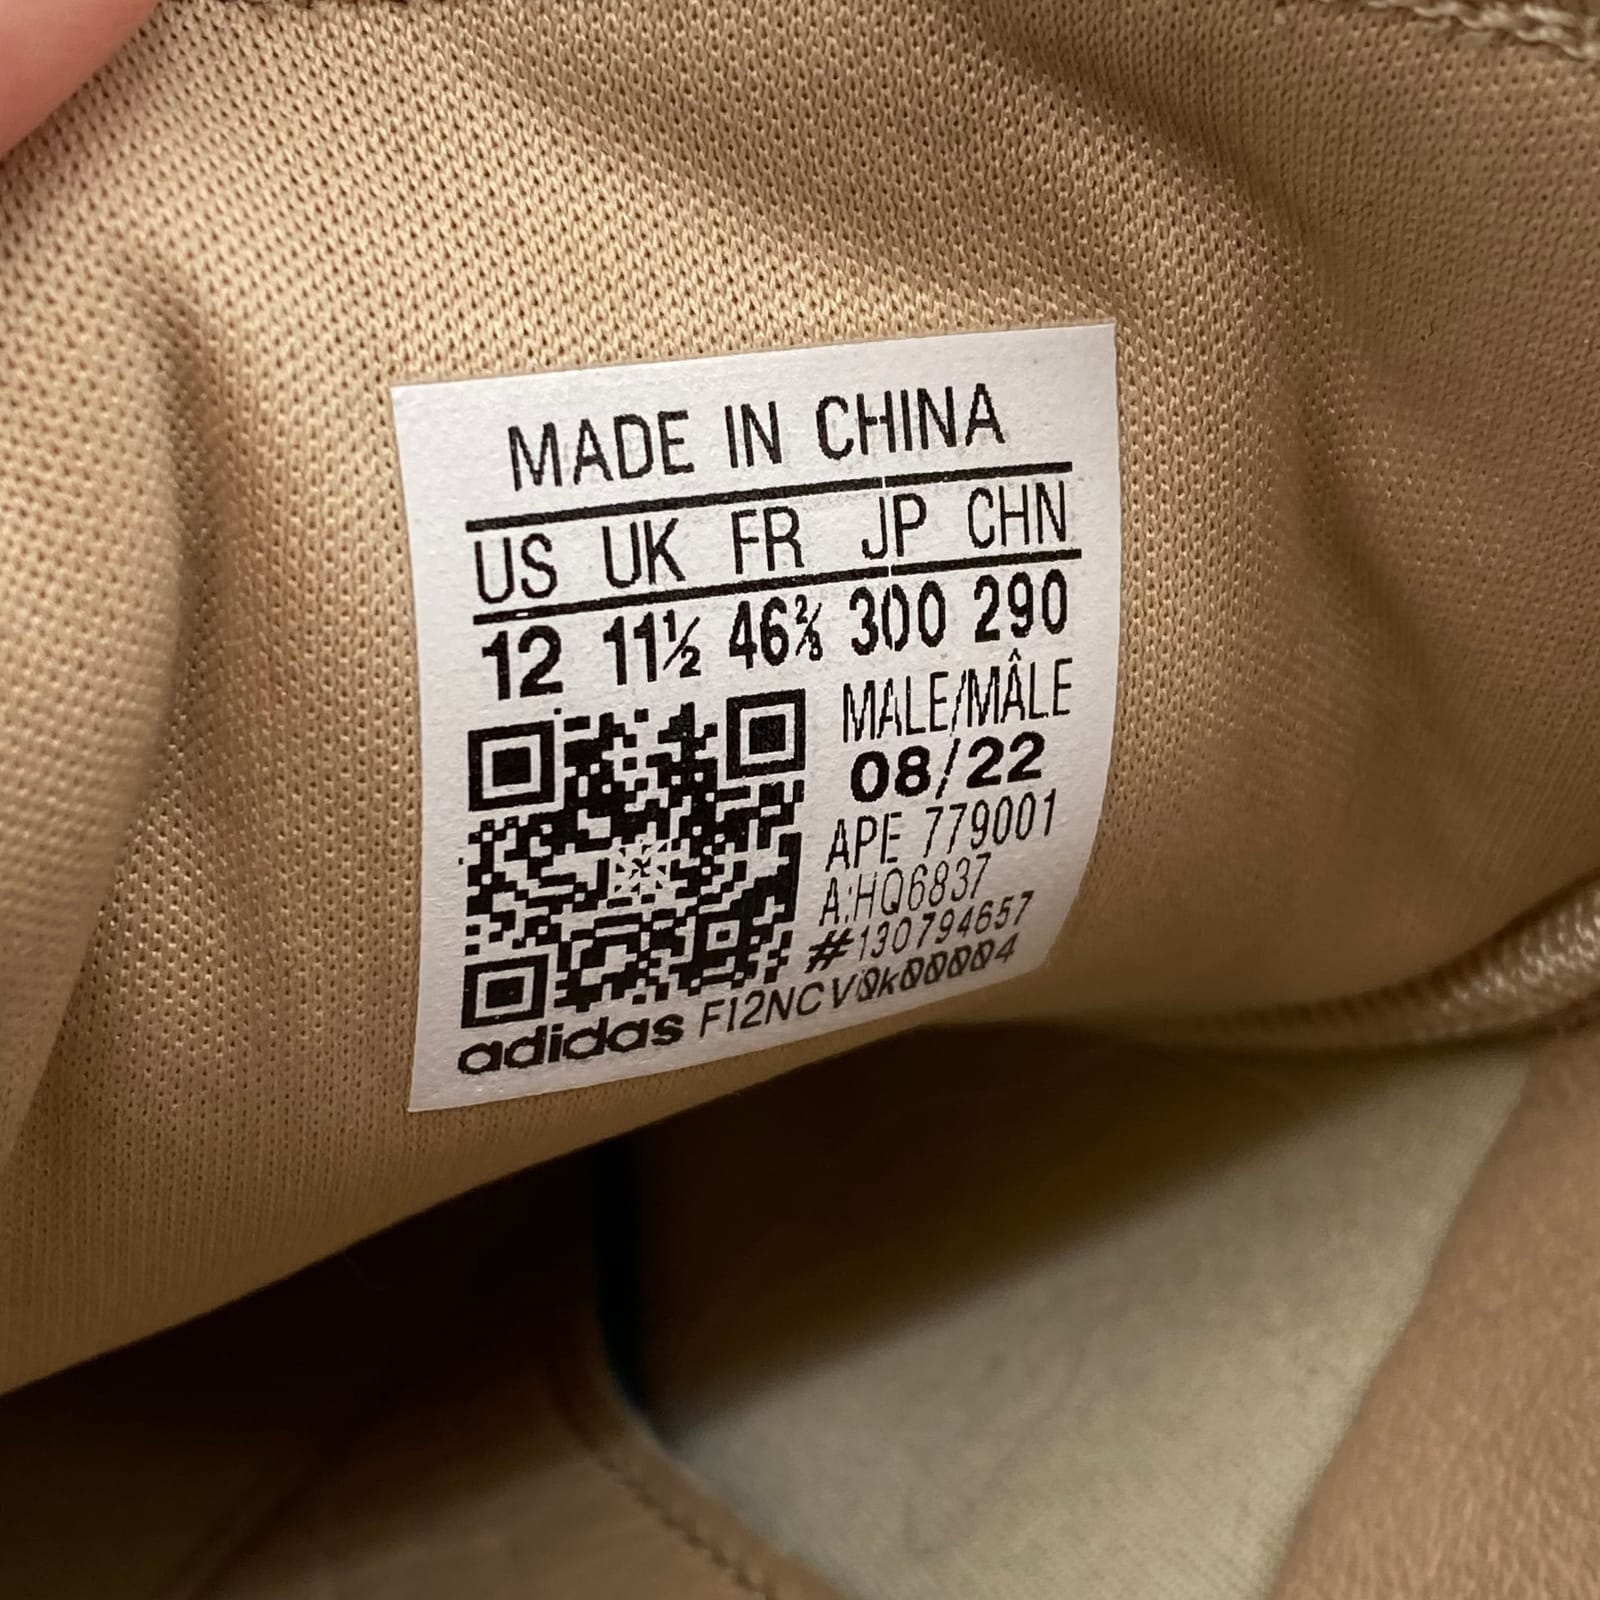 MADE IN CHINA
US UK FR JP CHN
12 11½ 46⅔ 300 290
MALE/MÂLE
08/22
APE 779001
A:HQ6837
#130794657
adidas F12NCV0k00004